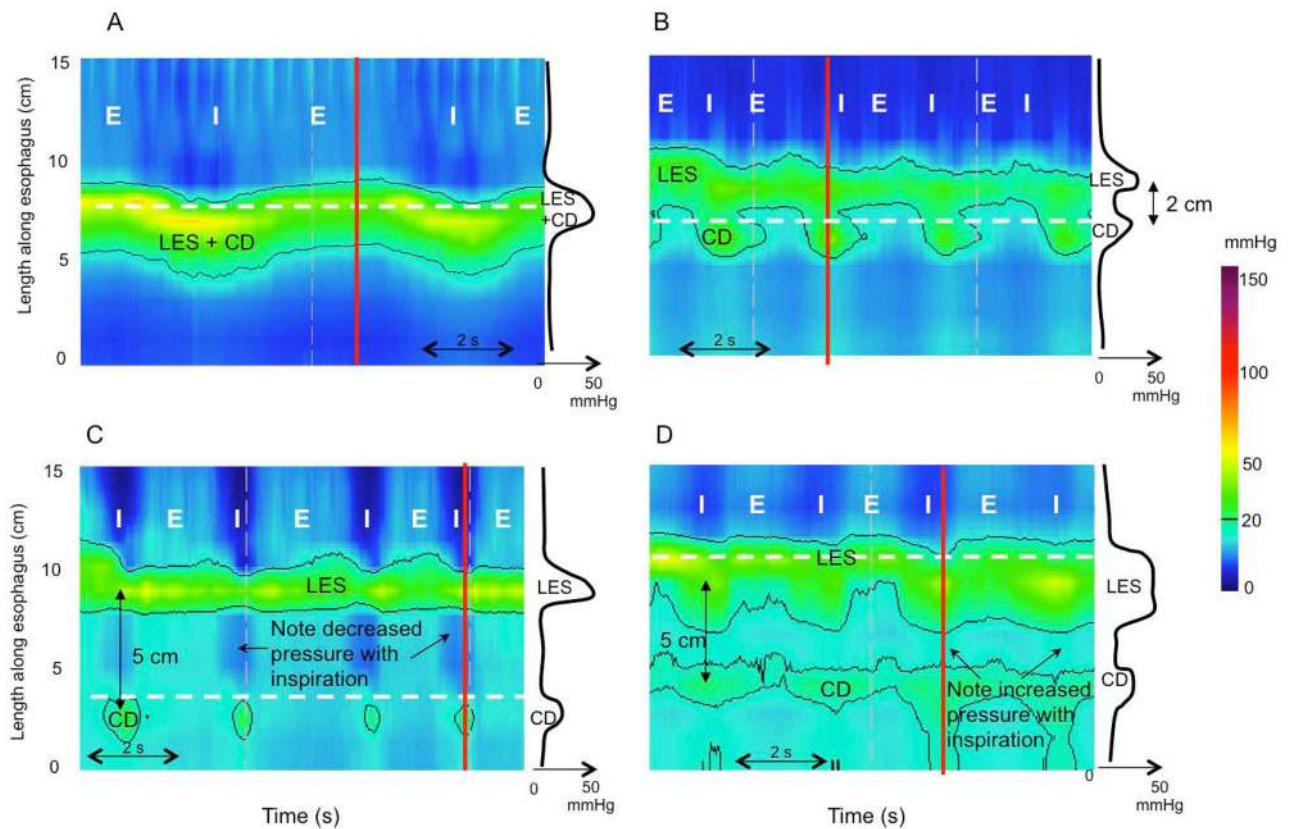 A
Length along esophagus (cm)
15
10
5
0
E I E I E
LES + CD
2 s
LES
+CD
0 50
mmHg
B
E I E I E I E I
LES
CD
2 s
LES
CD
2 cm
0 50
mmHg
mmHg
150
100
50
20
0
C
Length along esophagus (cm)
15
10
5
0
I E I E I E I E
LES
5 cm
Note decreased
pressure with
inspiration
CD
2 s
LES
CD
0 50
mmHg
Time (s)
D
I E I E I E I
LES
5 cm
CD
Note increased
pressure with
inspiration
2 s
LES
CD
0
50
mmHg
Time (s)